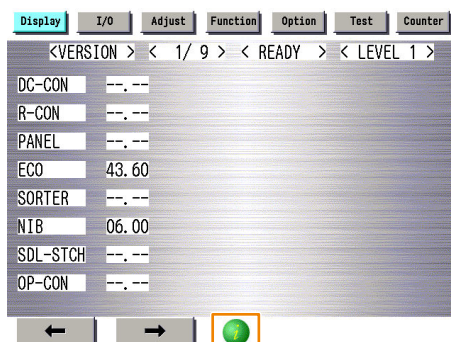 Display I/O Adjust Function Option Test Counter
<VERSION > < 1/ 9 > < READY > < LEVEL 1 >
DC-CON --.--
R-CON --.--
PANEL --.--
ECO 43.60
SORTER --.--
NIB 06.00
SDL-STCH --.--
OP-CON --.--
← → i